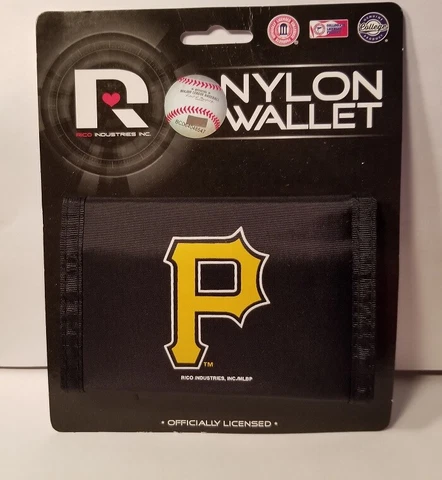 NYLON
WALLET
R
RICO INDUSTRIES INC.
P
TM
RICO INDUSTRIES, INC./MLBP
• OFFICIALLY LICENSED •